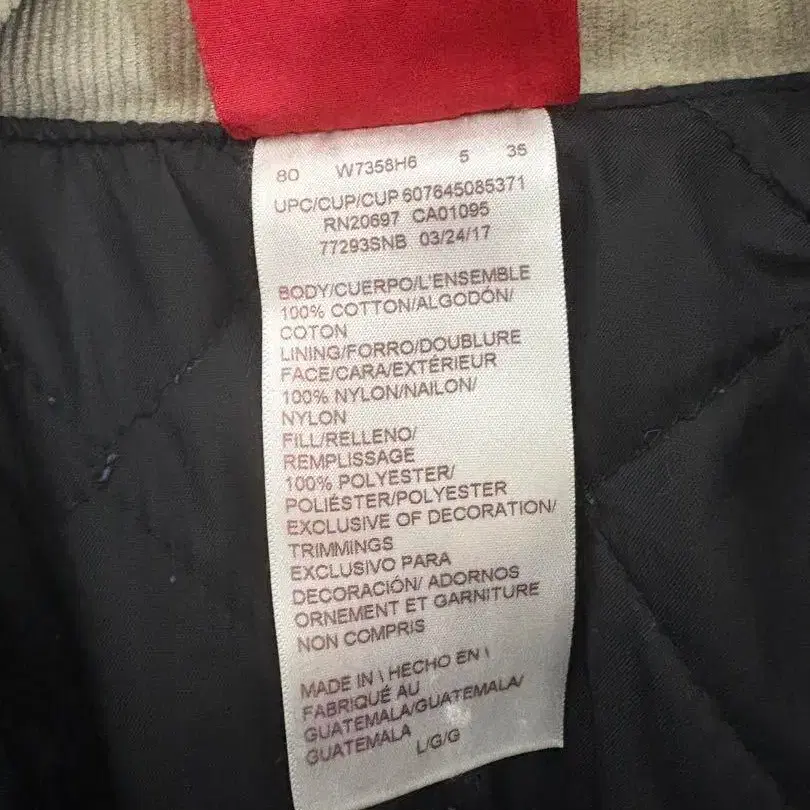 80 W7358H6 5 35
UPC/CUP/CUP 607645085371
RN20697 CA01095
77293SNB 03/24/17
BODY/CUERPO/L'ENSEMBLE
100% COTTON/ALGODÓN/
COTON
LINING/FORRO/DOUBLURE
FACE/CARA/EXTÉRIEUR
100% NYLON/NAILON/
NYLON
FILL/RELLENO/
REMPLISSAGE
100% POLYESTER/
POLIÉSTER/POLYESTER
EXCLUSIVE OF DECORATION/
TRIMMINGS
EXCLUSIVO PARA
DECORACIÓN/ ADORNOS
ORNEMENT ET GARNITURE
NON COMPRIS
MADE IN \ HECHO EN \
FABRIQUÉ AU
GUATEMALA/GUATEMALA/
GUATEMALA L/G/G